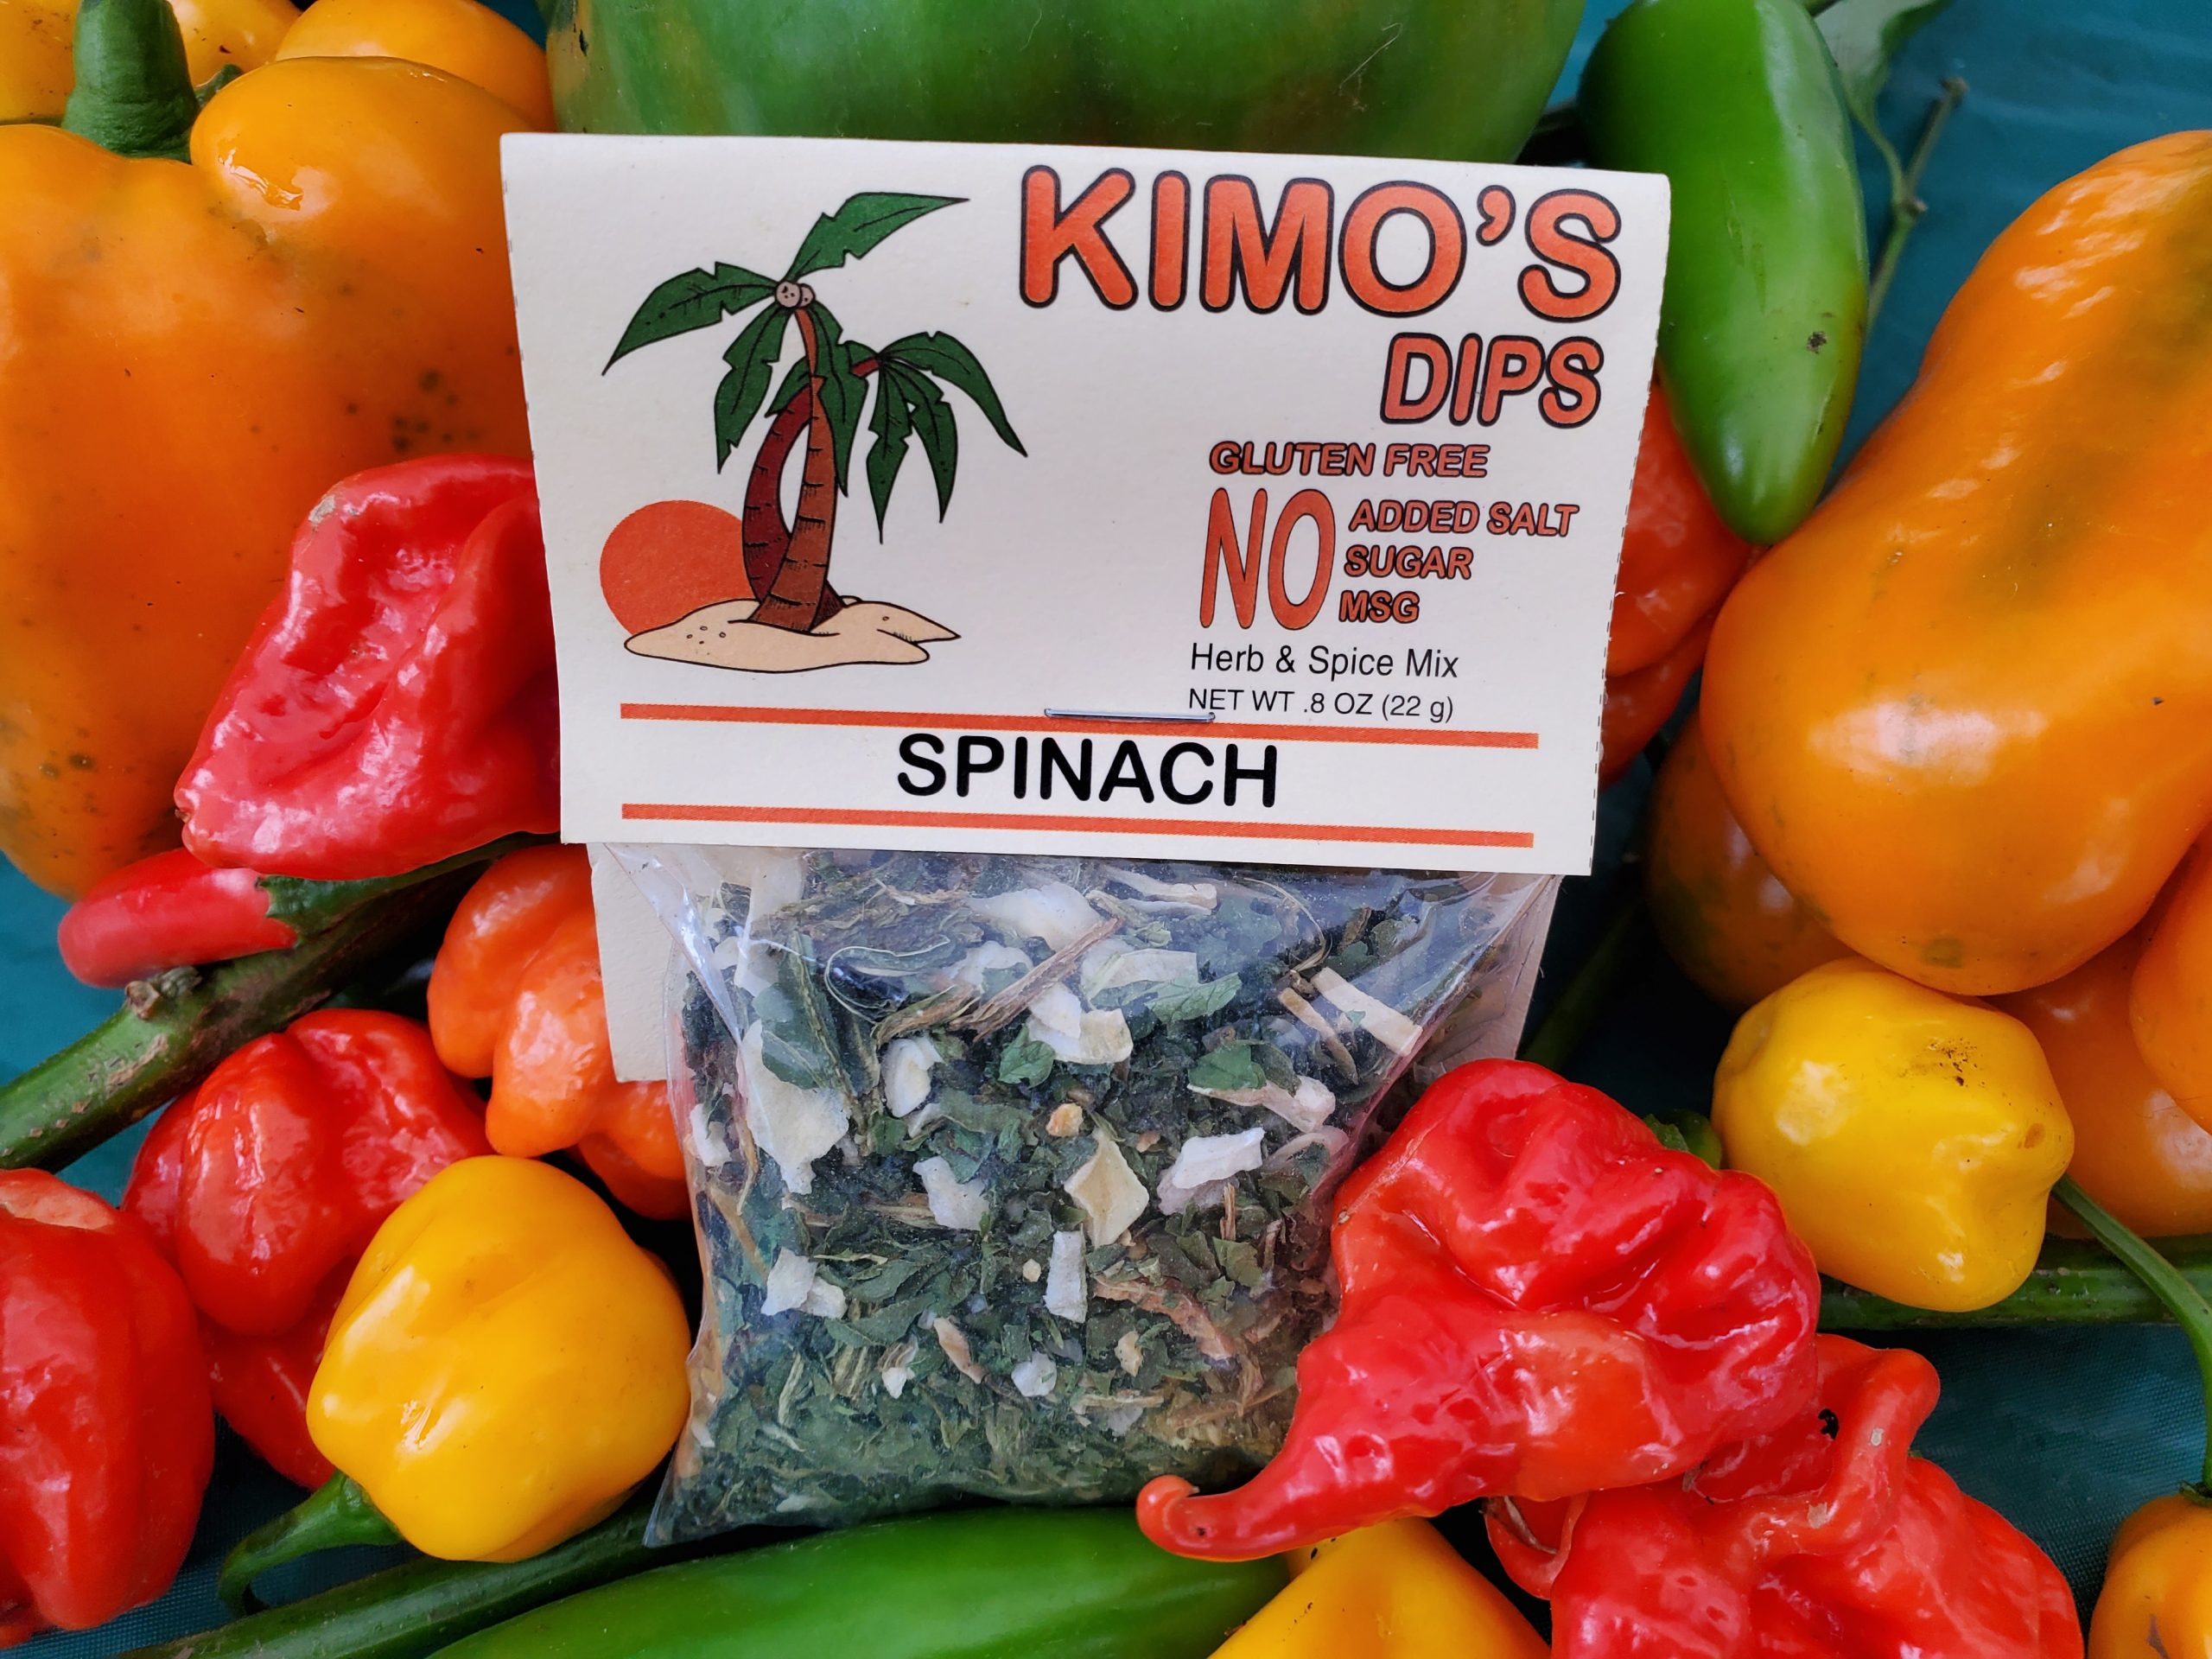 KIMO'S
DIPS
GLUTEN FREE
NO ADDED SALT
SUGAR
MSG
Herb & Spice Mix
NET WT .8 OZ (22 g)
SPINACH